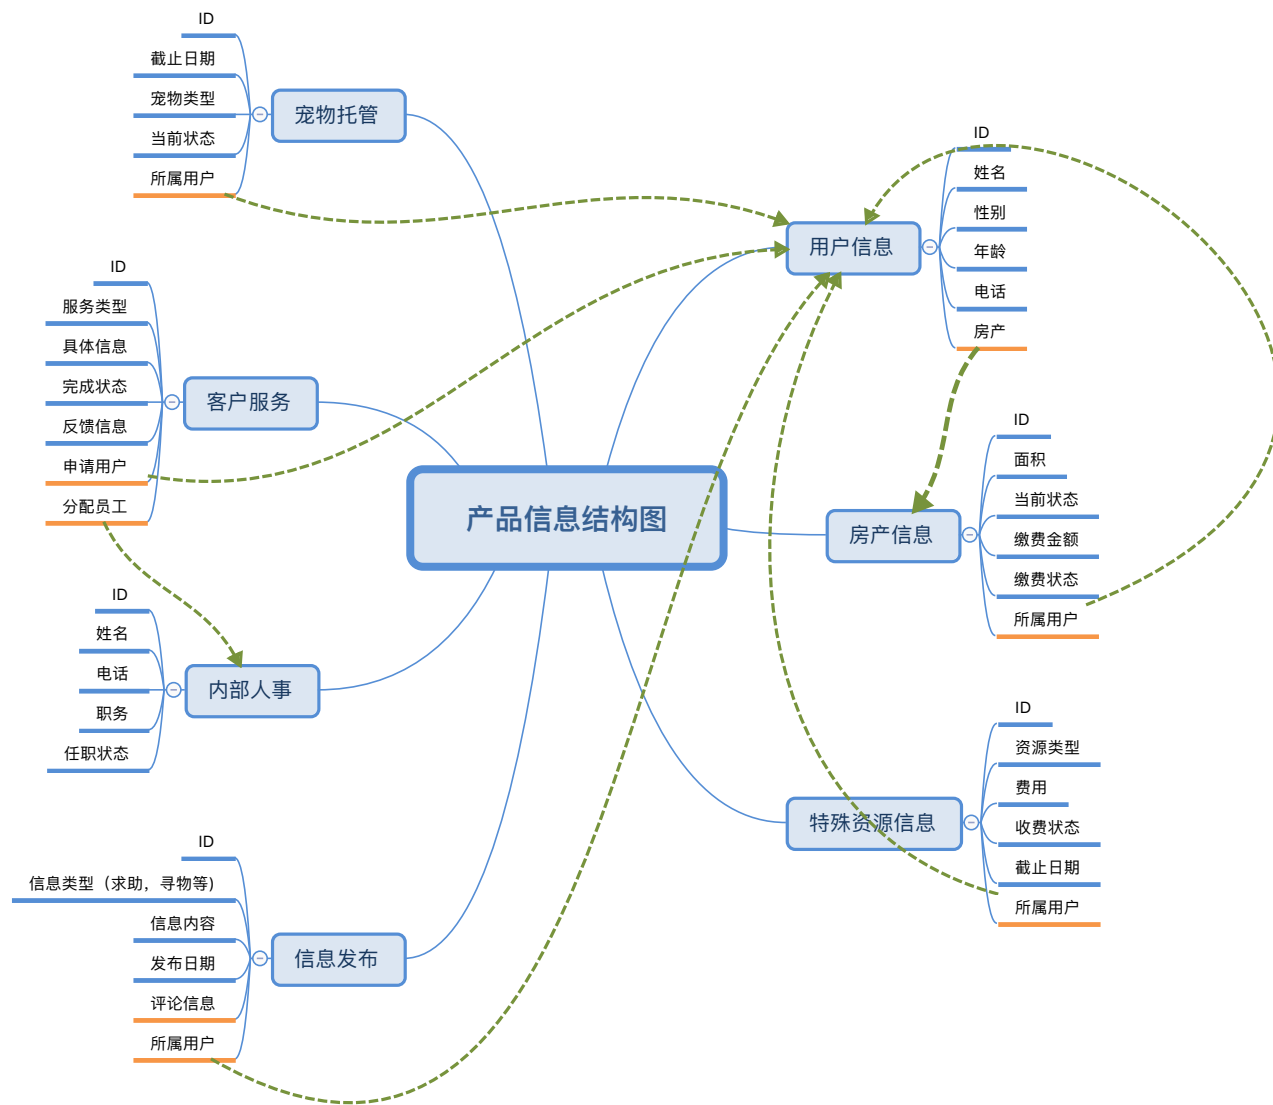 产品信息结构图
宠物托管
ID
截止日期
宠物类型
当前状态
所属用户
客户服务
ID
服务类型
具体信息
完成状态
反馈信息
申请用户
分配员工
内部人事
ID
姓名
电话
职务
任职状态
信息发布
ID
信息类型（求助，寻物等)
信息内容
发布日期
评论信息
所属用户
用户信息
ID
姓名
性别
年龄
电话
房产
房产信息
ID
面积
当前状态
缴费金额
缴费状态
所属用户
特殊资源信息
ID
资源类型
费用
收费状态
截止日期
所属用户